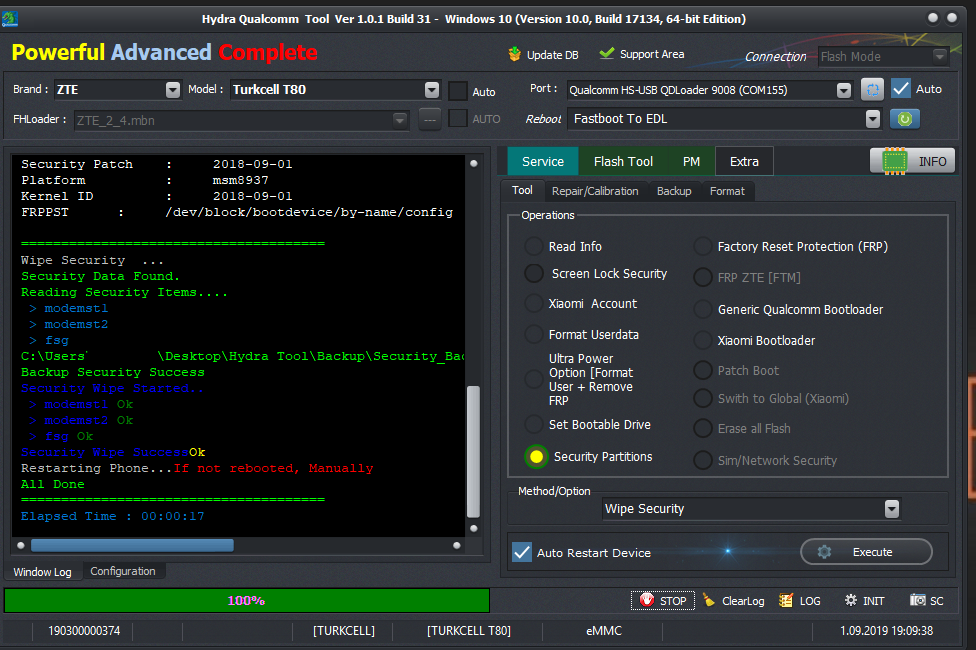 Hydra Qualcomm Tool Ver 1.0.1 Build 31 - Windows 10 (Version 10.0, Build 17134, 64-bit Edition)
Powerful Advanced Complete
Update DB
Support Area
Connection
Flash Mode
Brand :
ZTE
Model :
Turkcell T80
Auto
Port :
Qualcomm HS-USB QDLoader 9008 (COM155)
Auto
FHLoader :
ZTE_2_4.mbn
---
AUTO
Reboot
Fastboot To EDL
Security Patch : 2018-09-01
Platform : msm8937
Kernel ID : 2018-09-01
FRPPST : /dev/block/bootdevice/by-name/config
=======================================
Wipe Security ...
Security Data Found.
Reading Security Items....
> modemst1
> modemst2
> fsg
C:\Users` \Desktop\Hydra Tool\Backup\Security_Bac
Backup Security Success
Security Wipe Started..
> modemst1 Ok
> modemst2 Ok
> fsg Ok
Security Wipe SuccessOk
Restarting Phone...If not rebooted, Manually
All Done
=======================================
Elapsed Time : 00:00:17
Window Log
Configuration
Service
Flash Tool
PM
Extra
INFO
Tool
Repair/Calibration
Backup
Format
Operations
Read Info
Screen Lock Security
Xiaomi Account
Format Userdata
Ultra Power
Option [Format
User + Remove
FRP
Set Bootable Drive
Security Partitions
Factory Reset Protection (FRP)
FRP ZTE [FTM]
Generic Qualcomm Bootloader
Xiaomi Bootloader
Patch Boot
Swith to Global (Xiaomi)
Erase all Flash
Sim/Network Security
Method/Option
Wipe Security
Auto Restart Device
Execute
100%
STOP
ClearLog
LOG
INIT
SC
190300000374
[TURKCELL]
[TURKCELL T80]
eMMC
1.09.2019 19:09:38